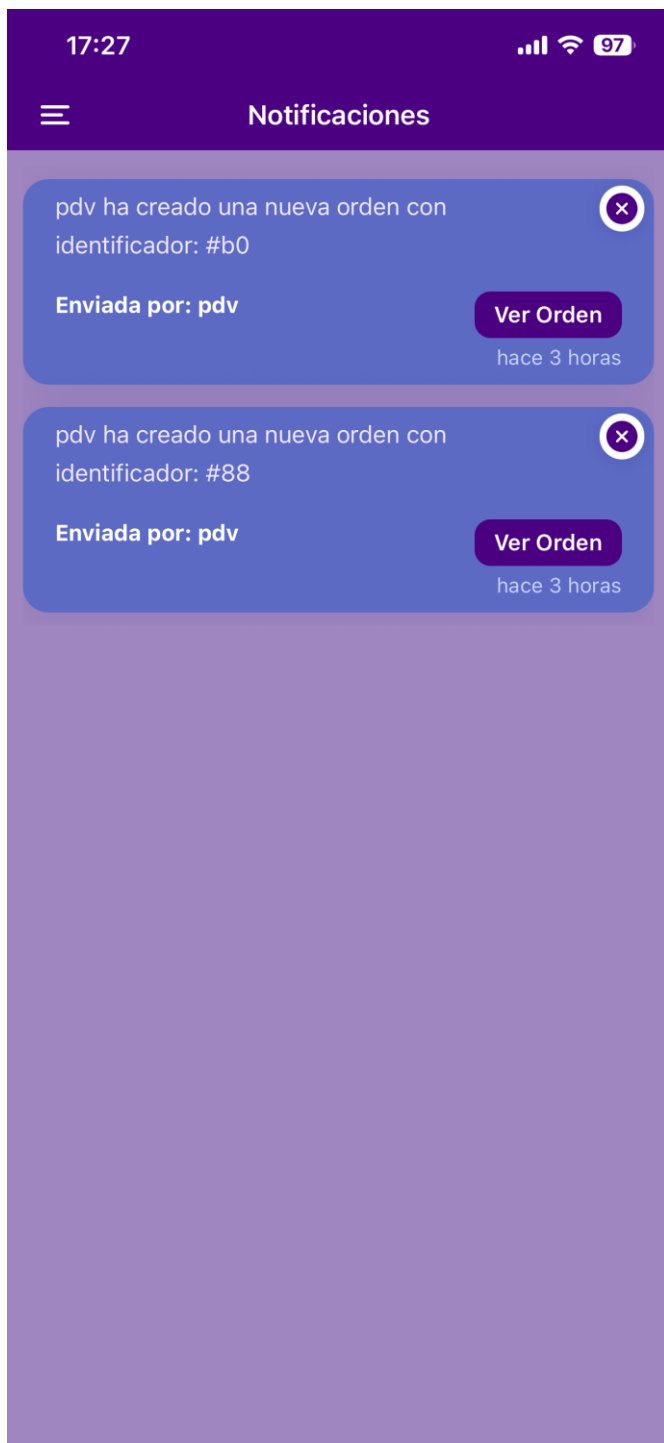 17:27
97
Notificaciones
pdv ha creado una nueva orden con
identificador: #b0
Enviada por: pdv
Ver Orden
hace 3 horas
pdv ha creado una nueva orden con
identificador: #88
Enviada por: pdv
Ver Orden
hace 3 horas